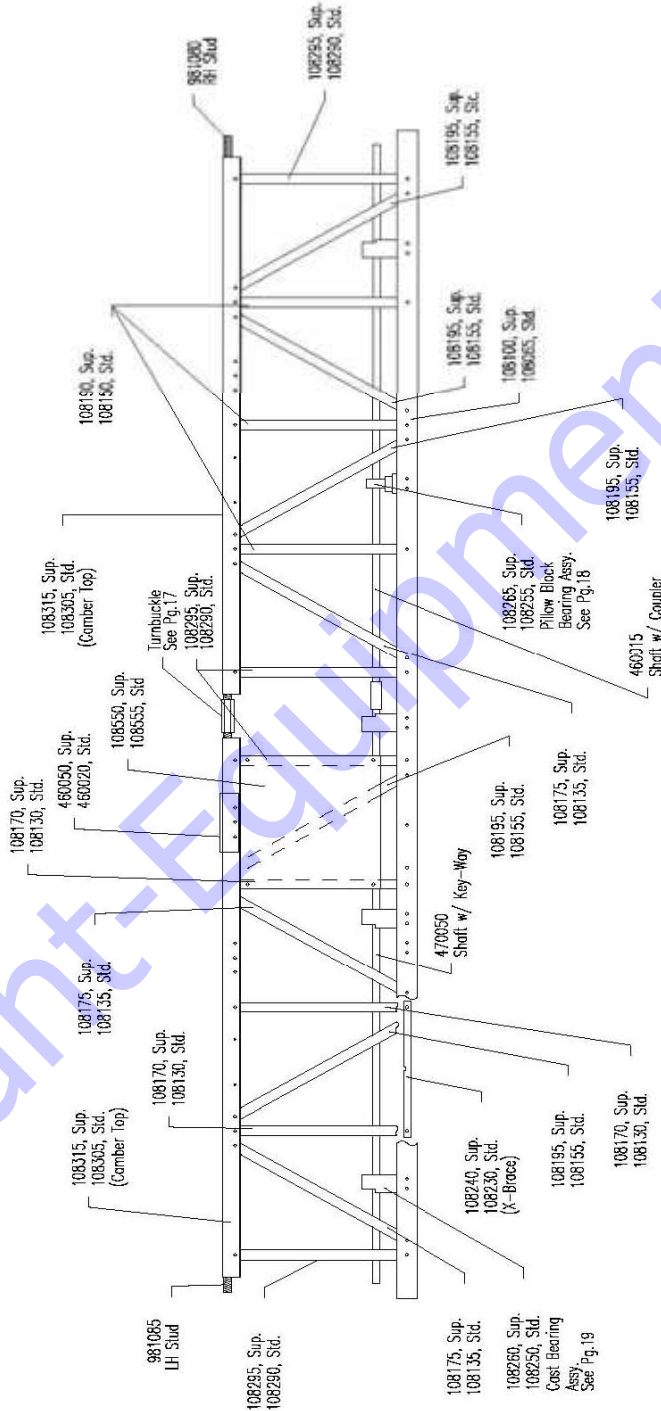 981080
RH Stud
108295, Sup.
108290, Std.
108195, Sup.
108155, Std.
108190, Sup.
108150, Std.
108195, Sup.
108155, Std.
108100, Sup.
108065, Std.
108195, Sup.
108155, Std.
108315, Sup.
108305, Std.
(Camber Top)
Turnbuckle
See Pg.17
108295, Sup.
108290, Std.
108265, Sup.
108255, Std.
Pillow Block
Bearing Assy.
See Pg.18
460015
Shaft w/ Coupler
108550, Sup.
108555, Std
460050, Sup.
460020, Std.
108170, Sup.
108130, Std.
108195, Sup.
108155, Std.
108175, Sup.
108135, Std.
470050
Shaft w/ Key-Way
108175, Sup.
108135, Std.
108170, Sup.
108130, Std.
108315, Sup.
108305, Std.
(Camber Top)
108240, Sup.
108230, Std.
(X-Brace)
108195, Sup.
108155, Std.
108170, Sup.
108130, Std.
981085
LH Stud
108295, Sup.
108290, Std.
108175, Sup.
108135, Std.
108260, Sup.
108250, Std.
Cast Bearing
Assy.
See Pg.19
ant-Equipmen